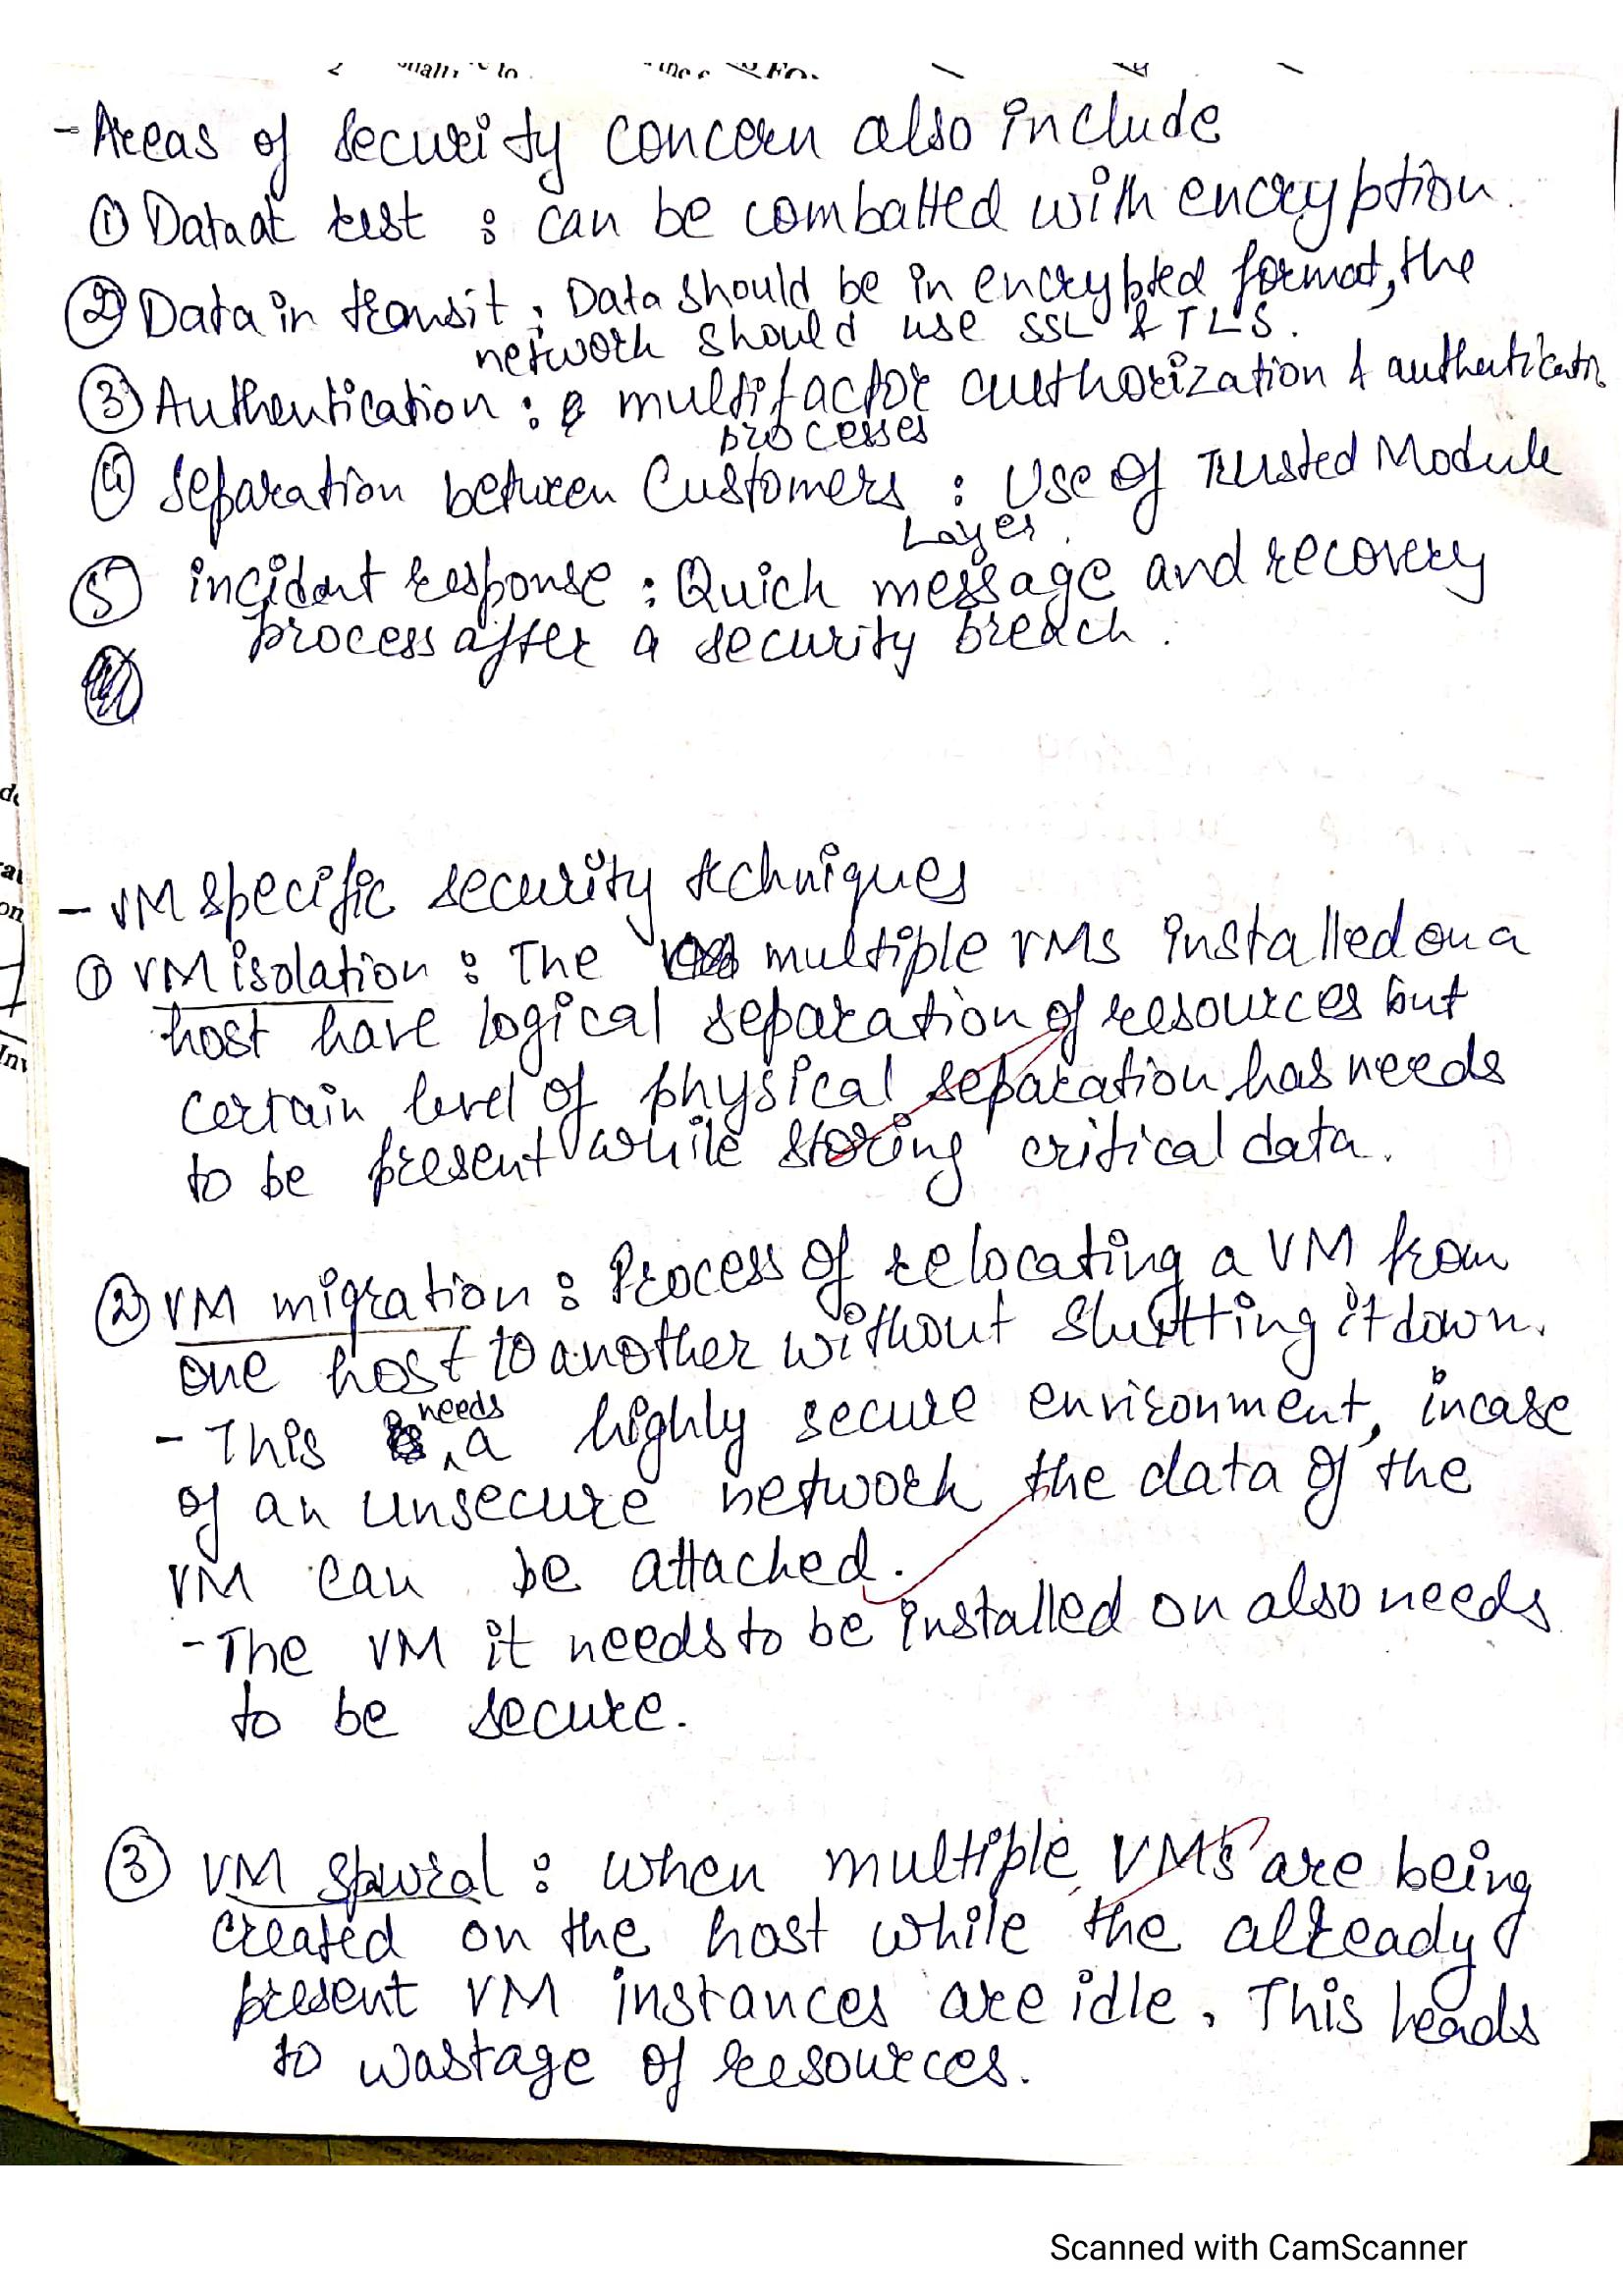 - Areas of security concern also include
① Data at rest : can be combatted with encryption.
② Data in transit : Data should be in encrypted format, the
network should use SSL & TLS.
③ Authentication : multifactor authorization & authentication
processes
④ Separation between Customers : Use of Trusted Module
Layer.
⑤ incident response : Quick message and recovery
process after a security breach.
- VM specific security techniques
① VM isolation : The multiple VMs installed on a
host have logical separation of resources but
certain level of physical separation has needs
to be present while storing critical data.
② VM migration : Process of relocating a VM from
one host to another without shutting it down.
- This needs a highly secure environment, incase
of an unsecure network the data of the
VM can be attached.
- The VM it needs to be installed on also needs
to be secure.
③ VM Spwral : when multiple VMs are being
created on the host while the already
present VM instances are idle. This leads
to wastage of resources.
Scanned with CamScanner